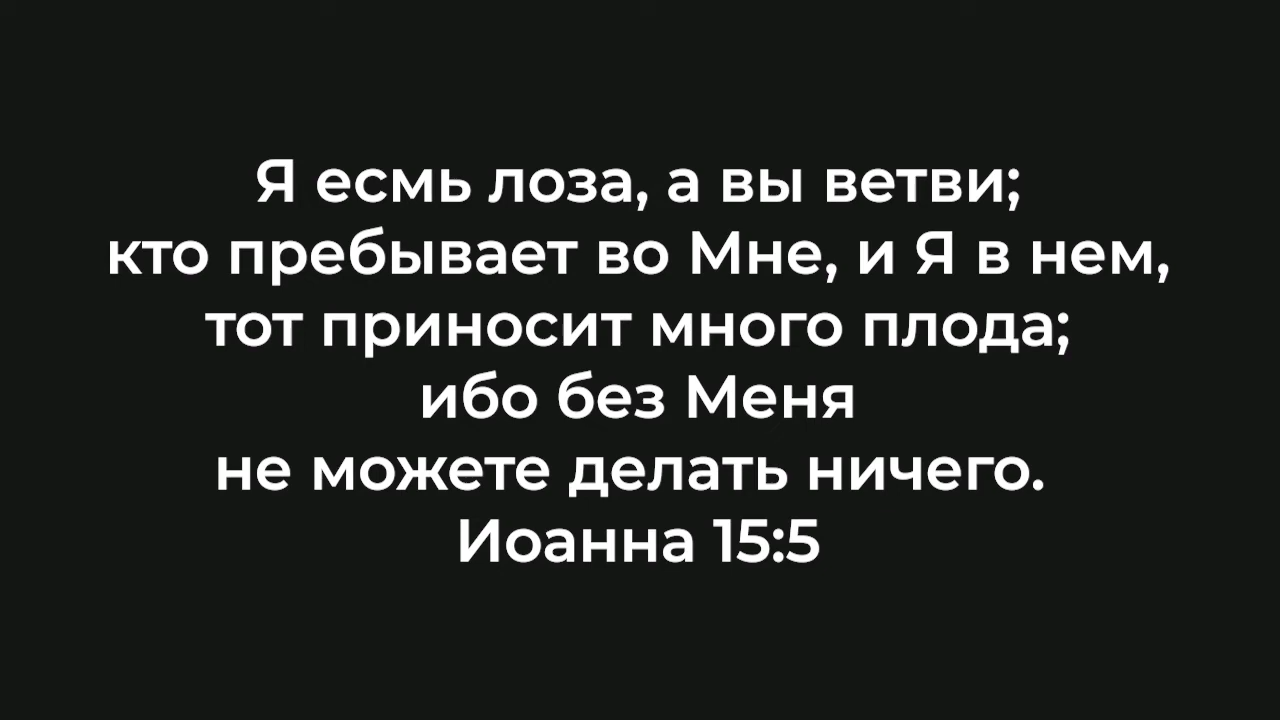 Я есмь лоза, а вы ветви;
кто пребывает во Мне, и Я в нем,
тот приносит много плода;
ибо без Меня
не можете делать ничего.
Иоанна 15:5